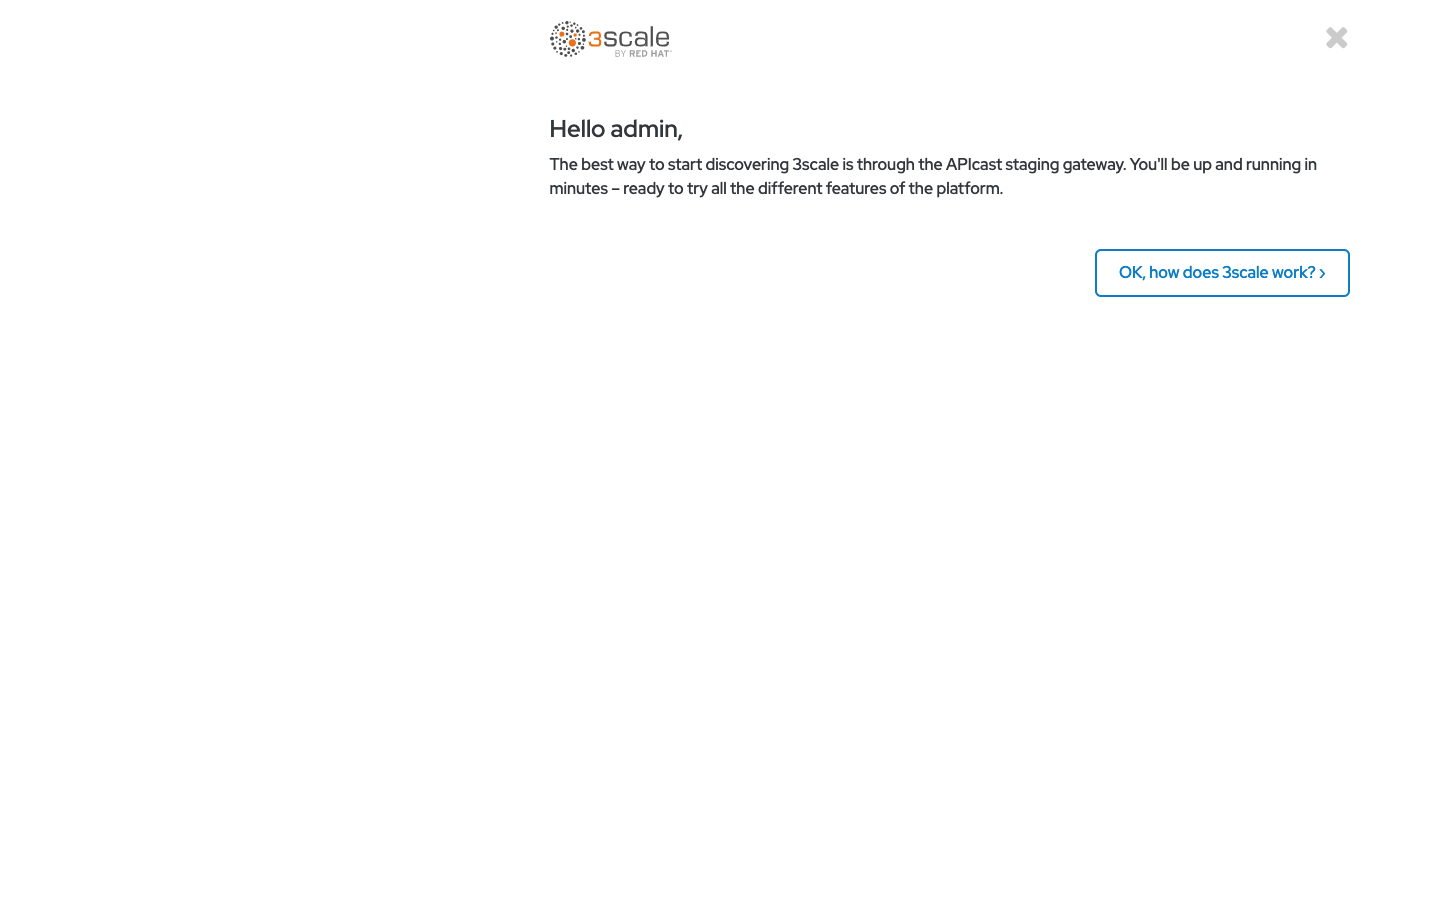 3scale
BY RED HAT
Hello admin,
The best way to start discovering 3scale is through the APIcast staging gateway. You'll be up and running in
minutes – ready to try all the different features of the platform.
OK, how does 3scale work? ›